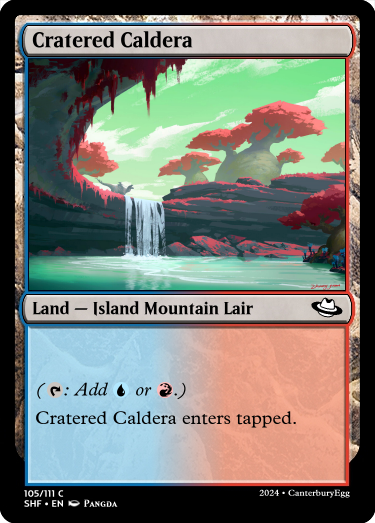 Cratered Caldera
Land — Island Mountain Lair
( : Add or .)
Cratered Caldera enters tapped.
105/111 C
SHF • EN Pangda
2024 • CanterburyEgg